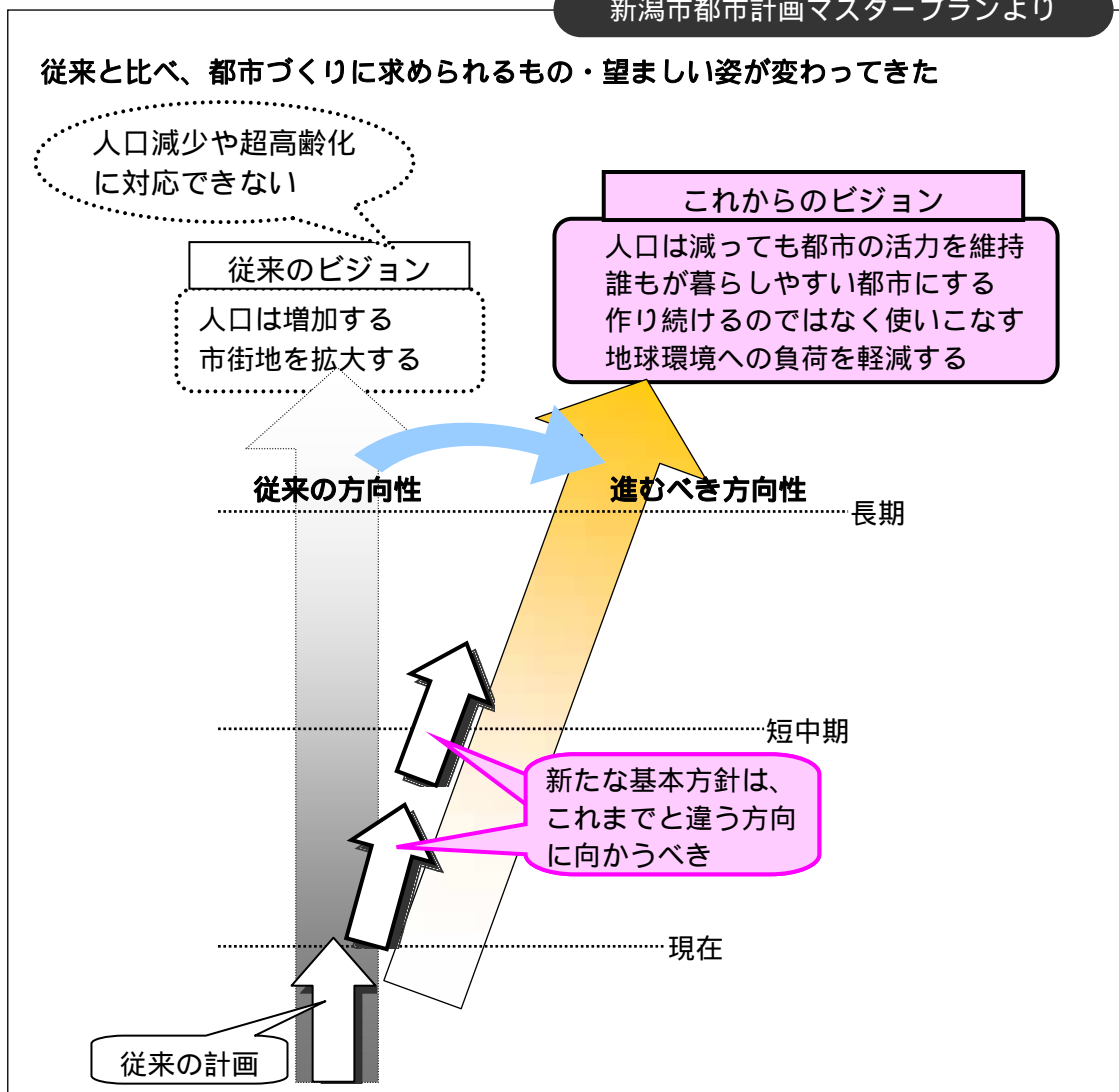 新潟市都市計画マスタープランより
従来と比べ、都市づくりに求められるもの・望ましい姿が変わってきた
人口減少や超高齢化
に対応できない
従来のビジョン
人口は増加する
市街地を拡大する
これからのビジョン
人口は減っても都市の活力を維持
誰もが暮らしやすい都市にする
作り続けるのではなく使いこなす
地球環境への負荷を軽減する
従来の方向性
進むべき方向性
長期
短中期
新たな基本方針は、
これまでと違う方向
に向かうべき
現在
従来の計画